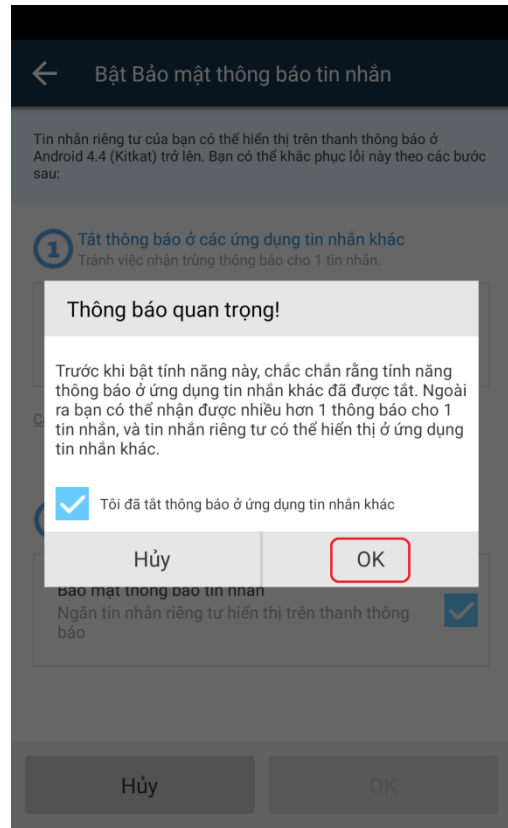 Bật Bảo mật thông báo tin nhắn
Tin nhắn riêng tư của bạn có thể hiển thị trên thanh thông báo ở
Android 4.4 (Kitkat) trở lên. Bạn có thể khắc phục lỗi này theo các bước
sau:
1
Tắt thông báo ở các ứng dụng tin nhắn khác
Tránh việc nhận trùng thông báo cho 1 tin nhắn.
Thông báo quan trọng!
Trước khi bật tính năng này, chắc chắn rằng tính năng
thông báo ở ứng dụng tin nhắn khác đã được tắt. Ngoài
ra bạn có thể nhận được nhiều hơn 1 thông báo cho 1
tin nhắn, và tin nhắn riêng tư có thể hiển thị ở ứng dụng
tin nhắn khác.
Tôi đã tắt thông báo ở ứng dụng tin nhắn khác
Hủy
OK
Bảo mật thông báo tin nhắn
Ngăn tin nhắn riêng tư hiển thị trên thanh thông
báo
Hủy
OK